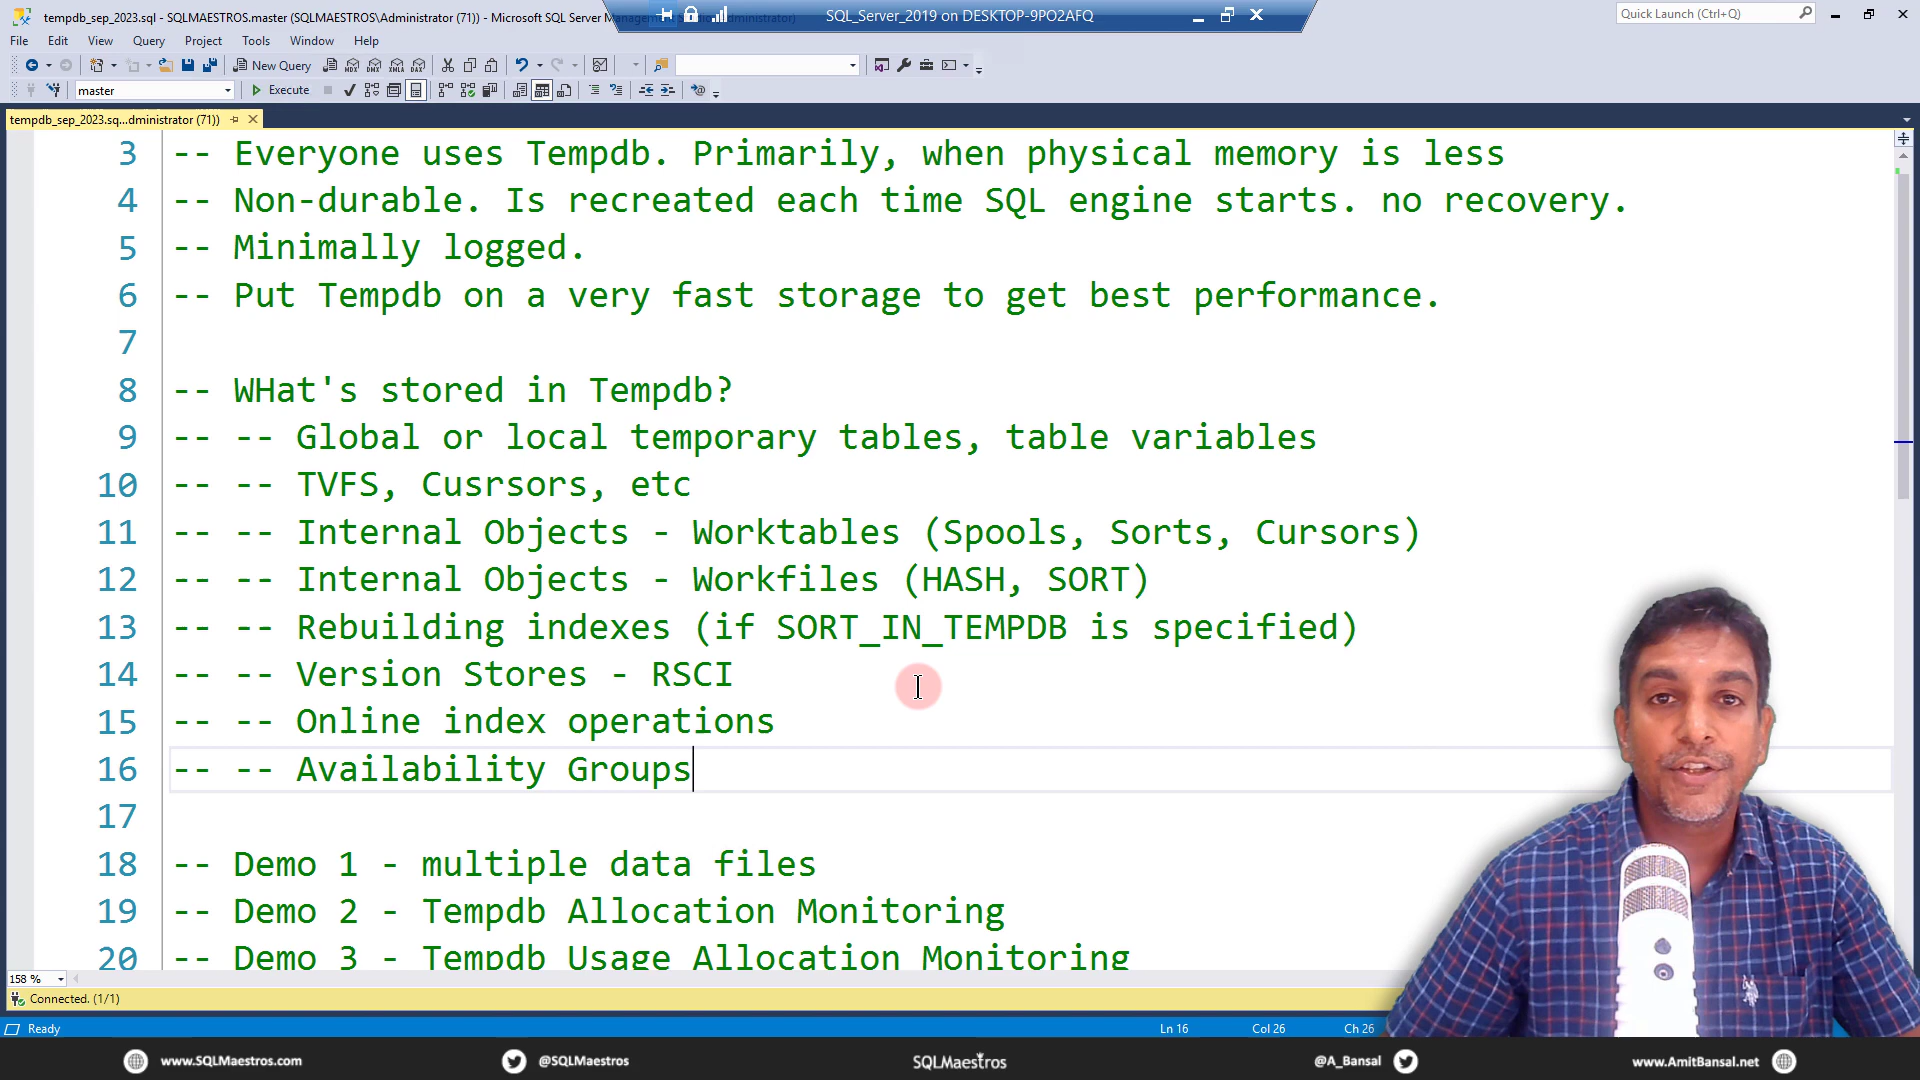 tempdb_sep_2023.sql - SQLMAESTROS.master (SQLMAESTROS\Administrator (71)) - Microsoft SQL Server
SQL_Server_2019 on DESKTOP-9PO2AFQ
Quick Launch (Ctrl+Q)
File Edit View Query Project Tools Window Help
New Query
MDX DMX XMLA DAX
master
Execute
tempdb_sep_2023.sq...dministrator (71))
3 -- Everyone uses Tempdb. Primarily, when physical memory is less
4 -- Non-durable. Is recreated each time SQL engine starts. no recovery.
5 -- Minimally logged.
6 -- Put Tempdb on a very fast storage to get best performance.
7
8 -- WHat's stored in Tempdb?
9 -- -- Global or local temporary tables, table variables
10 -- -- TVFS, Cusrsors, etc
11 -- -- Internal Objects - Worktables (Spools, Sorts, Cursors)
12 -- -- Internal Objects - Workfiles (HASH, SORT)
13 -- -- Rebuilding indexes (if SORT_IN_TEMPDB is specified)
14 -- -- Version Stores - RSCI
15 -- -- Online index operations
16 -- -- Availability Groups
17
18 -- Demo 1 - multiple data files
19 -- Demo 2 - Tempdb Allocation Monitoring
20 -- Demo 3 - Tempdb Usage Allocation Monitoring
158 %
Connected. (1/1)
Ready
Ln 16 Col 26 Ch 26
www.SQLMaestros.com @SQLMaestros SQLMaestros @A_Bansal www.AmitBansal.net